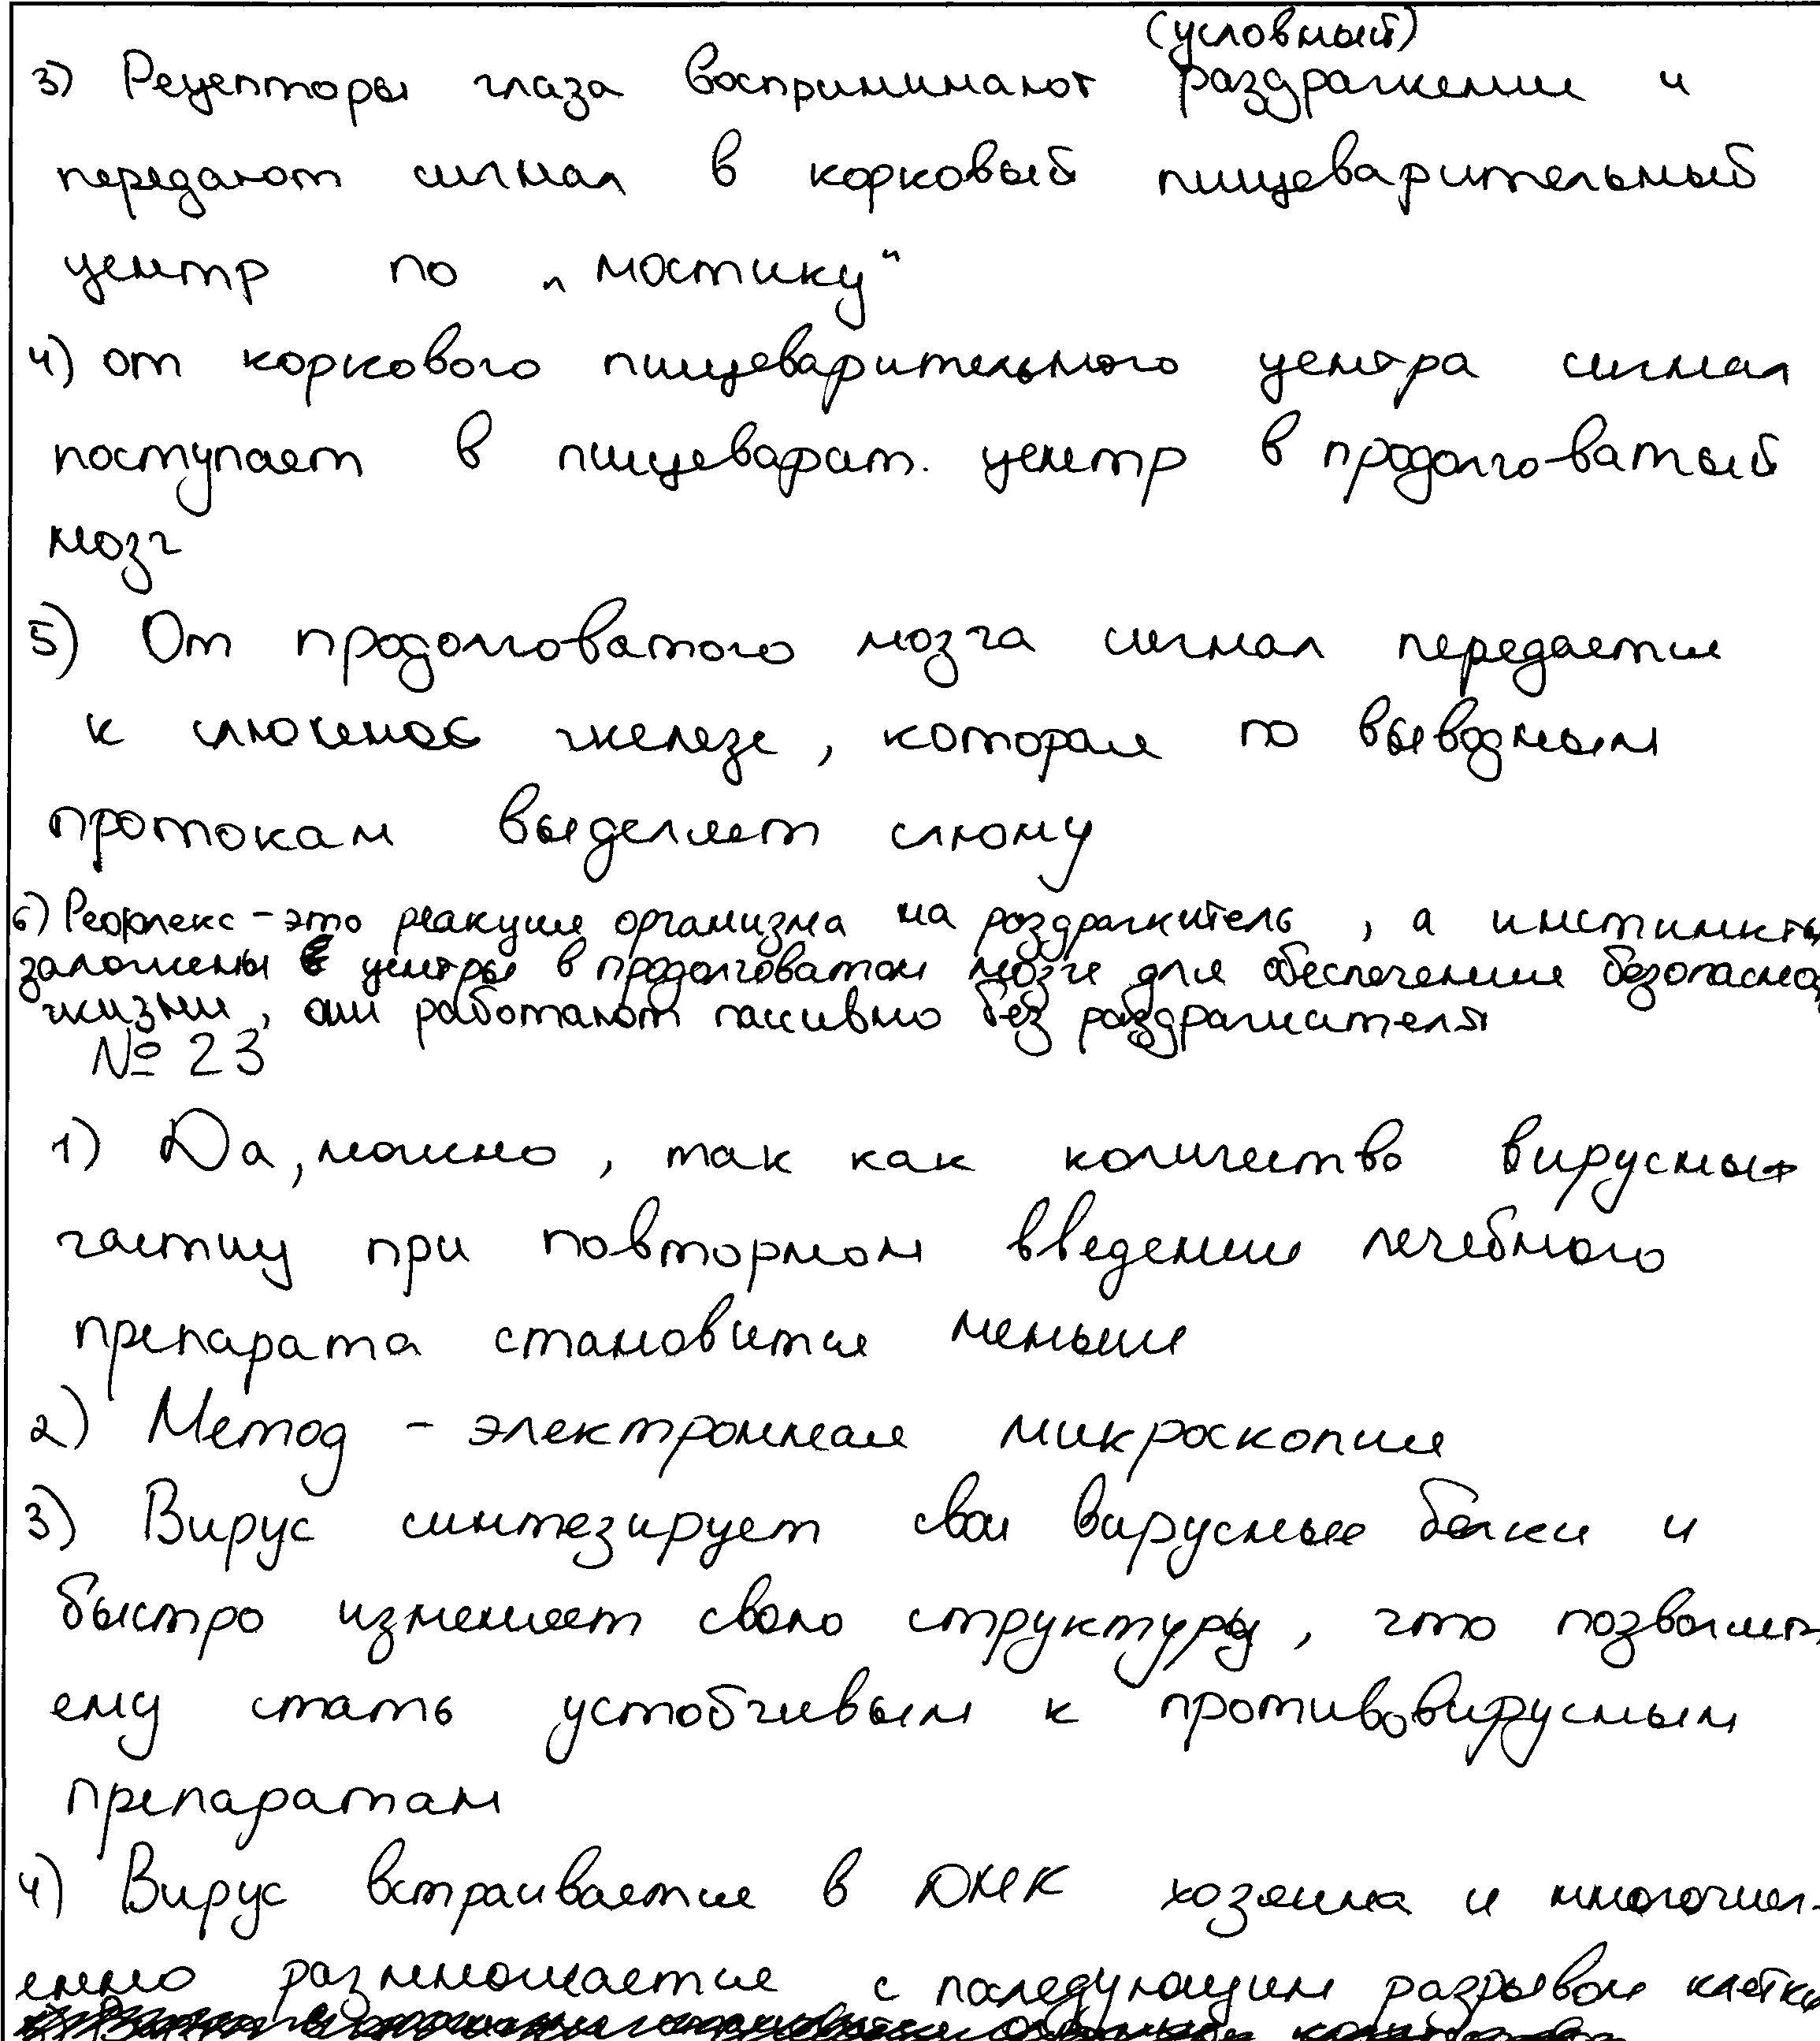 (условный)
3) Рецепторы глаза воспринимают раздражение и
передают сигнал в корковый пищеварительный
центр по „мостику“
4) от коркового пищеварительного центра сигнал
поступает в пищеварит. центр в продолговатый
мозг
5) От продолговатого мозга сигнал передается
к слюнной железе, которая по выводным
протокам выделяет слюну
6) Рефлекс - это реакция организма на раздражитель, а инстинкты
заложены в центры в продолговатом мозге для обеспечения безопасно
жизни, они работают пассивно без раздражителя
№ 23
1) Да, можно, так как количество вирусных
частиц при повторном введении лечебного
препарата становится меньше
2) Метод - электронная микроскопия
3) Вирус синтезирует свои вирусные белки и
быстро изменяет свою структуру, что позволяет
ему стать устойчивым к противовирусным
препаратам
4) Вирус встраивается в ДНК хозяина и многочисл-
енно размножается с последующим разрывом клетки